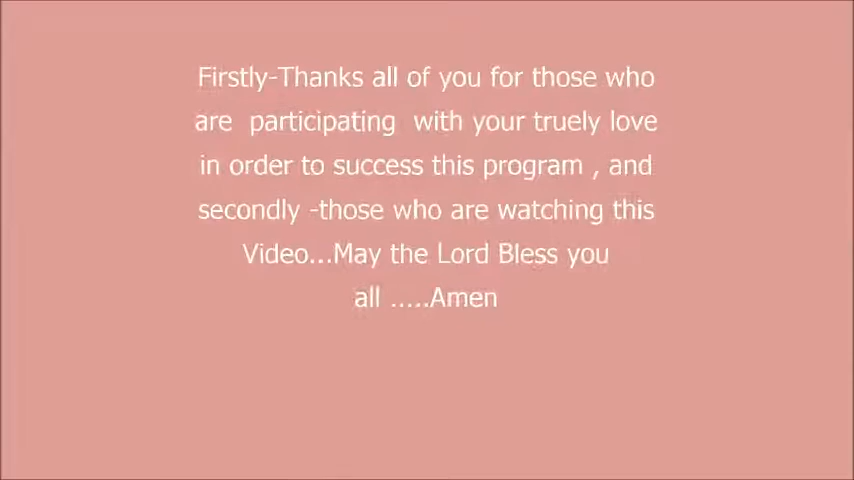 Firstly-Thanks all of you for those who
are participating with your truely love
in order to success this program , and
secondly -those who are watching this
Video...May the Lord Bless you
all .....Amen